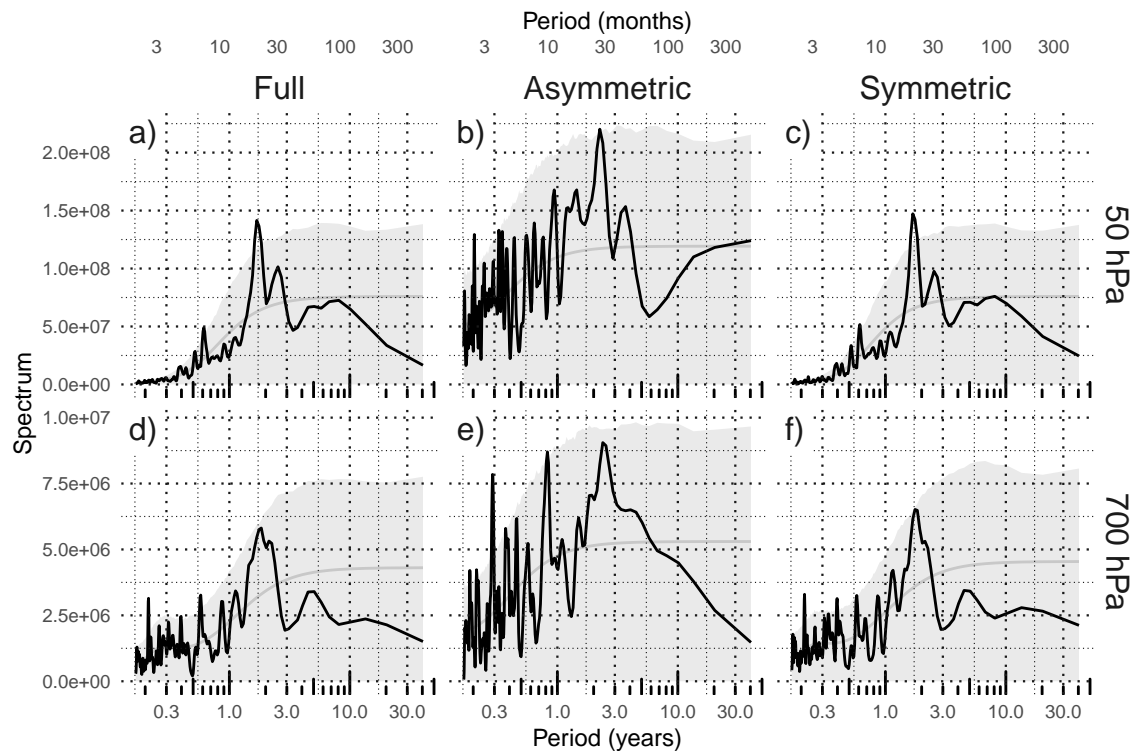 Period (months)
3 10 30 100 300 3 10 30 100 300 3 10 30 100 300
Full Asymmetric Symmetric
a) b) c)
2.0e+08
1.5e+08
1.0e+08
5.0e+07
0.0e+00
50 hPa
Spectrum
d) e) f)
1.0e+07
7.5e+06
5.0e+06
2.5e+06
0.0e+00
700 hPa
0.3 1.0 3.0 10.0 30.0 0.3 1.0 3.0 10.0 30.0 0.3 1.0 3.0 10.0 30.0
Period (years)